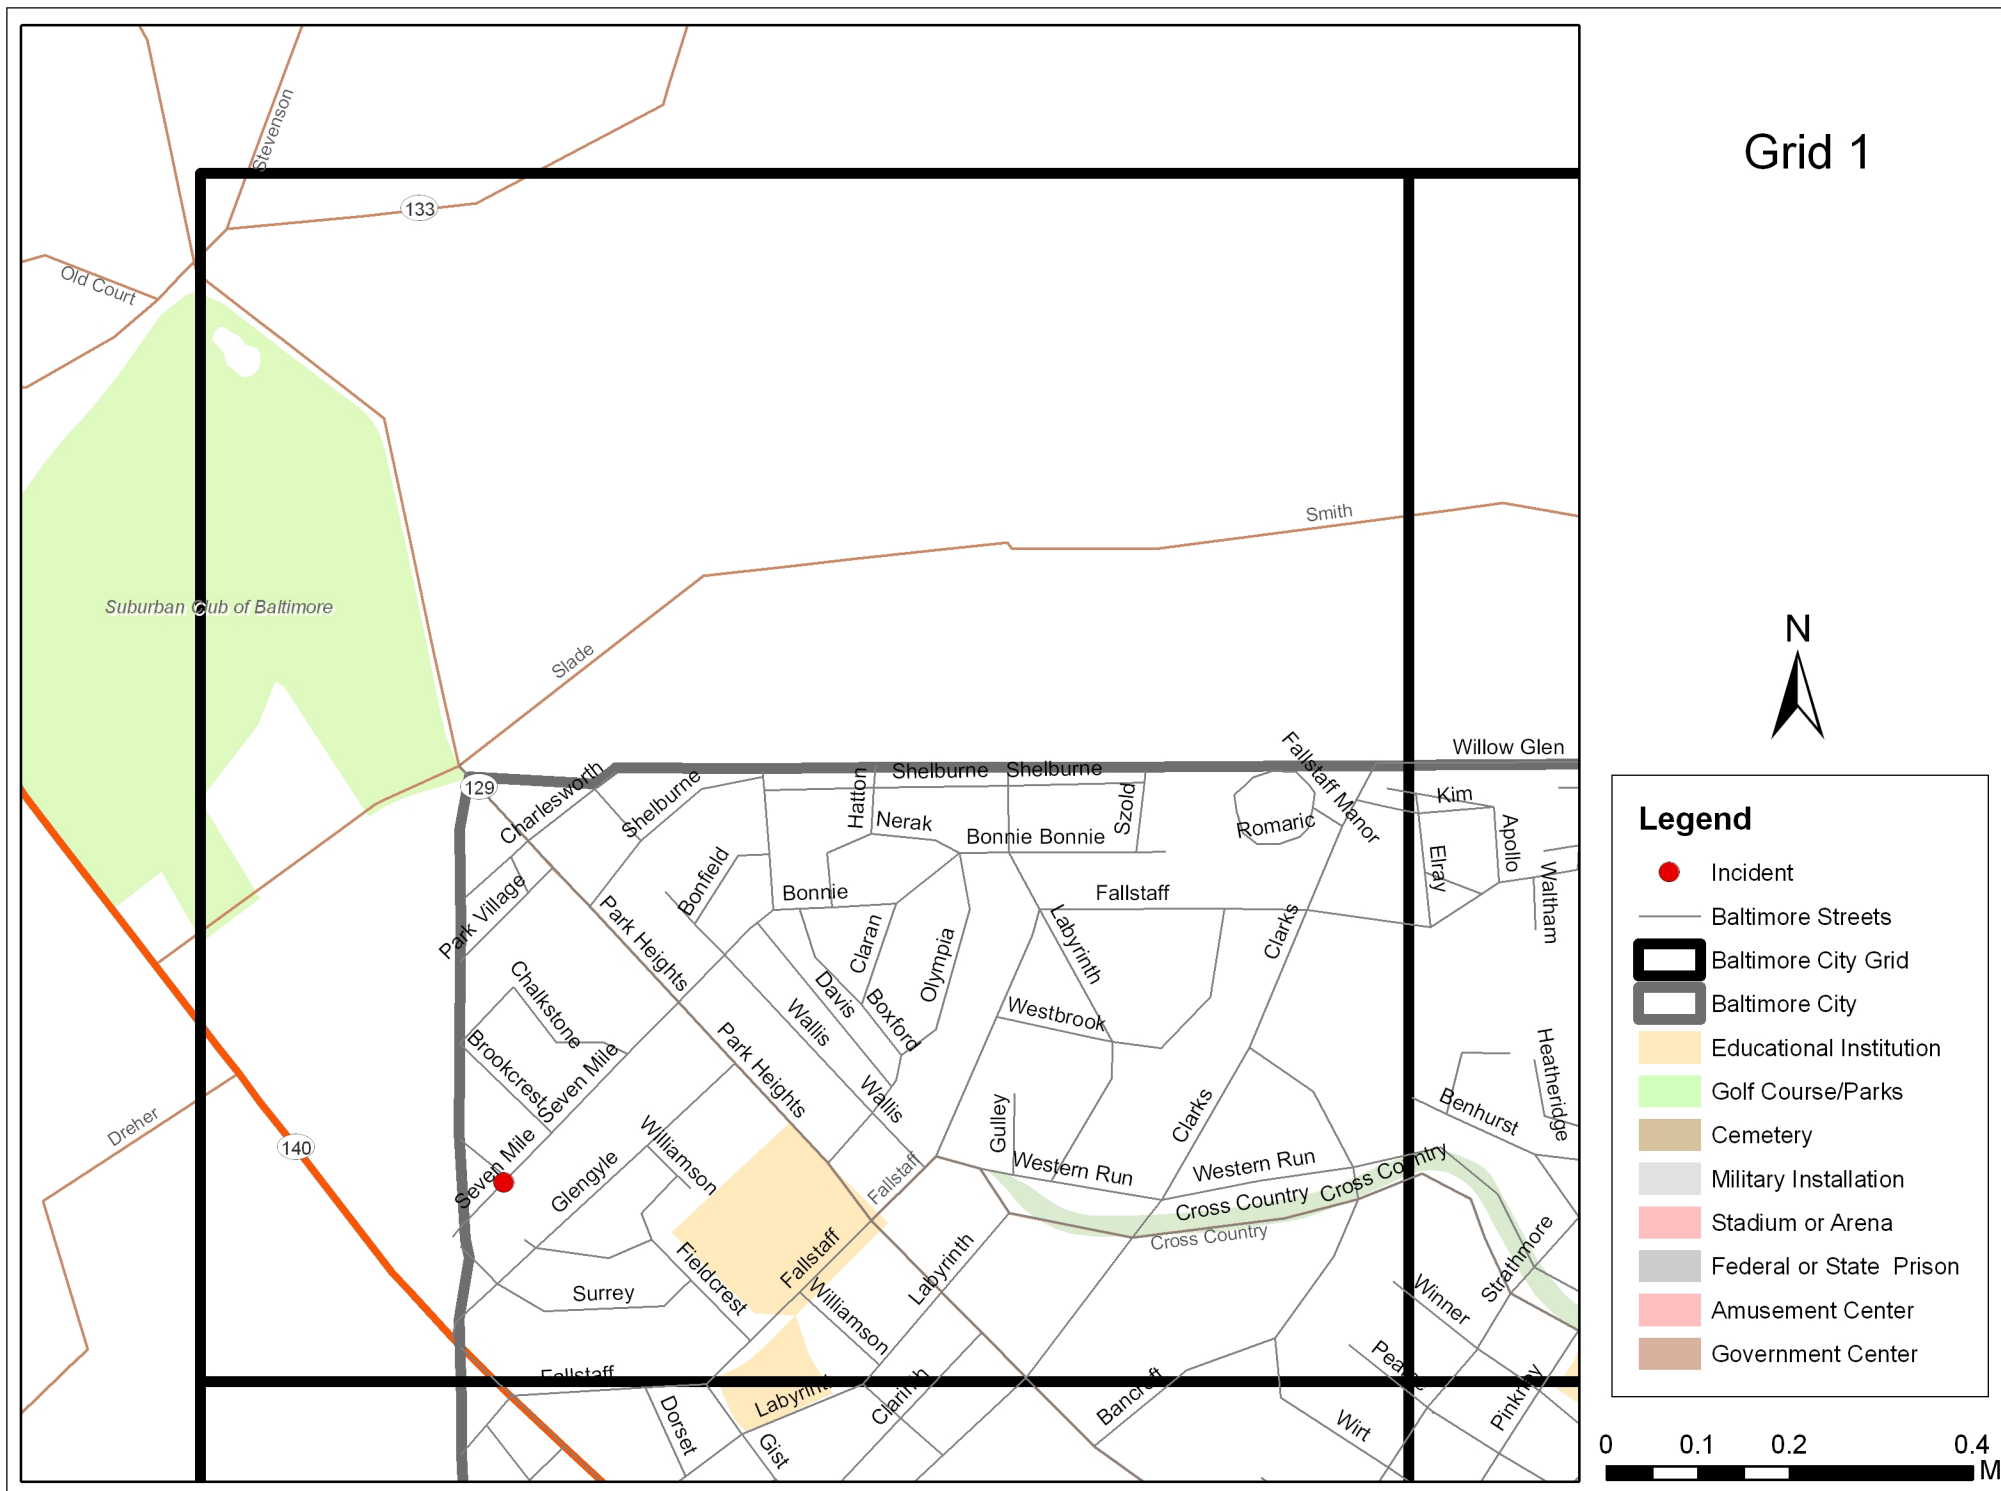 Grid 1
Stevenson
133
Old Court
Smith
Suburban Club of Baltimore
Slade
N
Willow Glen
Fallstaff Manor
129
Charlesworth
Shelburne
Hatton
Shelburne
Shelburne
Szold
Kim
Nerak
Bonnie
Bonnie
Romaric
Apollo
Elray
Bonfield
Bonnie
Fallstaff
Waltham
Park Village
Park Heights
Claran
Olympia
Labyrinth
Clarks
Chalkstone
Davis
Wallis
Boxford
Westbrook
Brookcrest
Seven Mile
Park Heights
Wallis
Heatheridge
Gulley
Clarks
Benhurst
Dreher
140
Seven Mile
Glengyle
Williamson
Fallstaff
Western Run
Western Run
Cross Country
Cross Country
Cross Country
Surrey
Fieldcrest
Fallstaff
Williamson
Labyrinth
Strathmore
Winner
Fallstaff
Labyrinth
Clarinth
Bancroft
Pinkney
Dorset
Gist
Wirt
Legend
Incident
Baltimore Streets
Baltimore City Grid
Baltimore City
Educational Institution
Golf Course/Parks
Cemetery
Military Installation
Stadium or Arena
Federal or State Prison
Amusement Center
Government Center
0 0.1 0.2 0.4
M